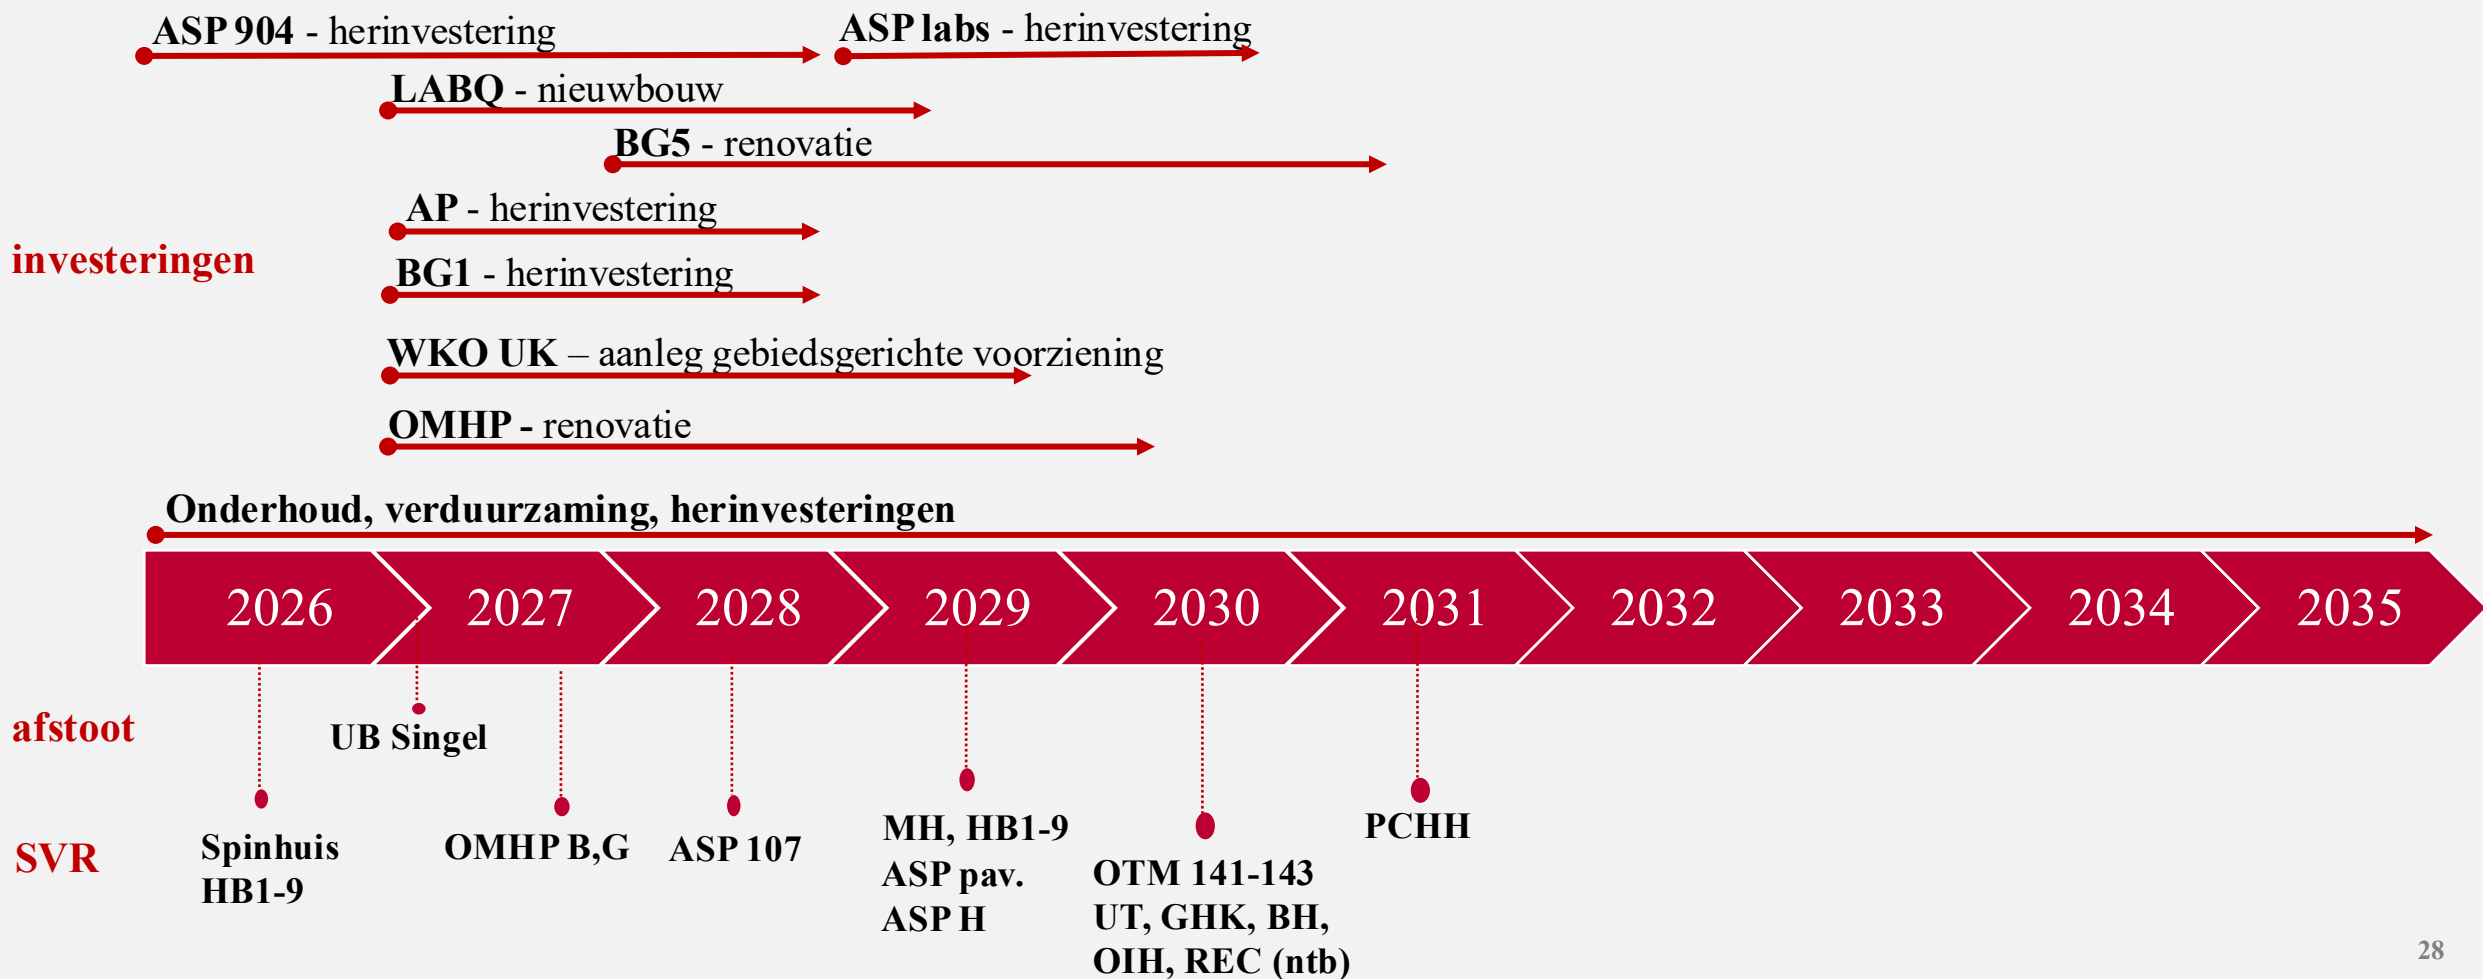 ASP 904 - herinvestering
ASP labs - herinvestering
LABQ - nieuwbouw
BG5 - renovatie
AP - herinvestering
investeringen
BG1 - herinvestering
WKO UK – aanleg gebiedsgerichte voorziening
OMHP - renovatie
Onderhoud, verduurzaming, herinvesteringen
2026 2027 2028 2029 2030 2031 2032 2033 2034 2035
afstoot
UB Singel
SVR
Spinhuis
HB1-9
OMHP B,G
ASP 107
MH, HB1-9
ASP pav.
ASP H
OTM 141-143
UT, GHK, BH,
OIH, REC (ntb)
PCHH
28